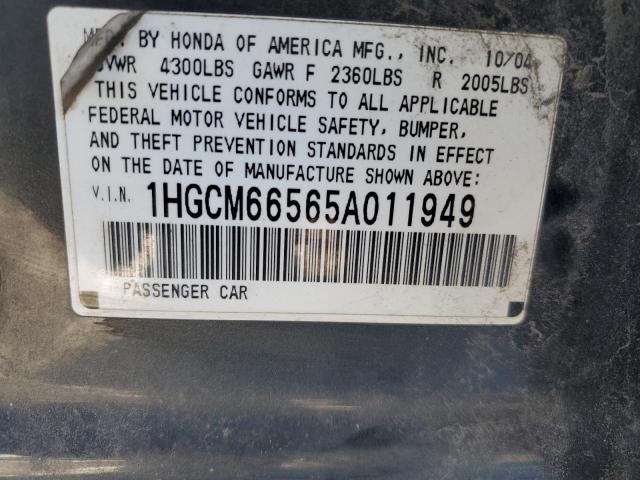 MFD. BY HONDA OF AMERICA MFG., INC. 10/04
GVWR 4300LBS GAWR F 2360LBS R 2005LBS
THIS VEHICLE CONFORMS TO ALL APPLICABLE
FEDERAL MOTOR VEHICLE SAFETY, BUMPER,
AND THEFT PREVENTION STANDARDS IN EFFECT
ON THE DATE OF MANUFACTURE SHOWN ABOVE:
V.I.N. 1HGCM66565A011949
PASSENGER CAR